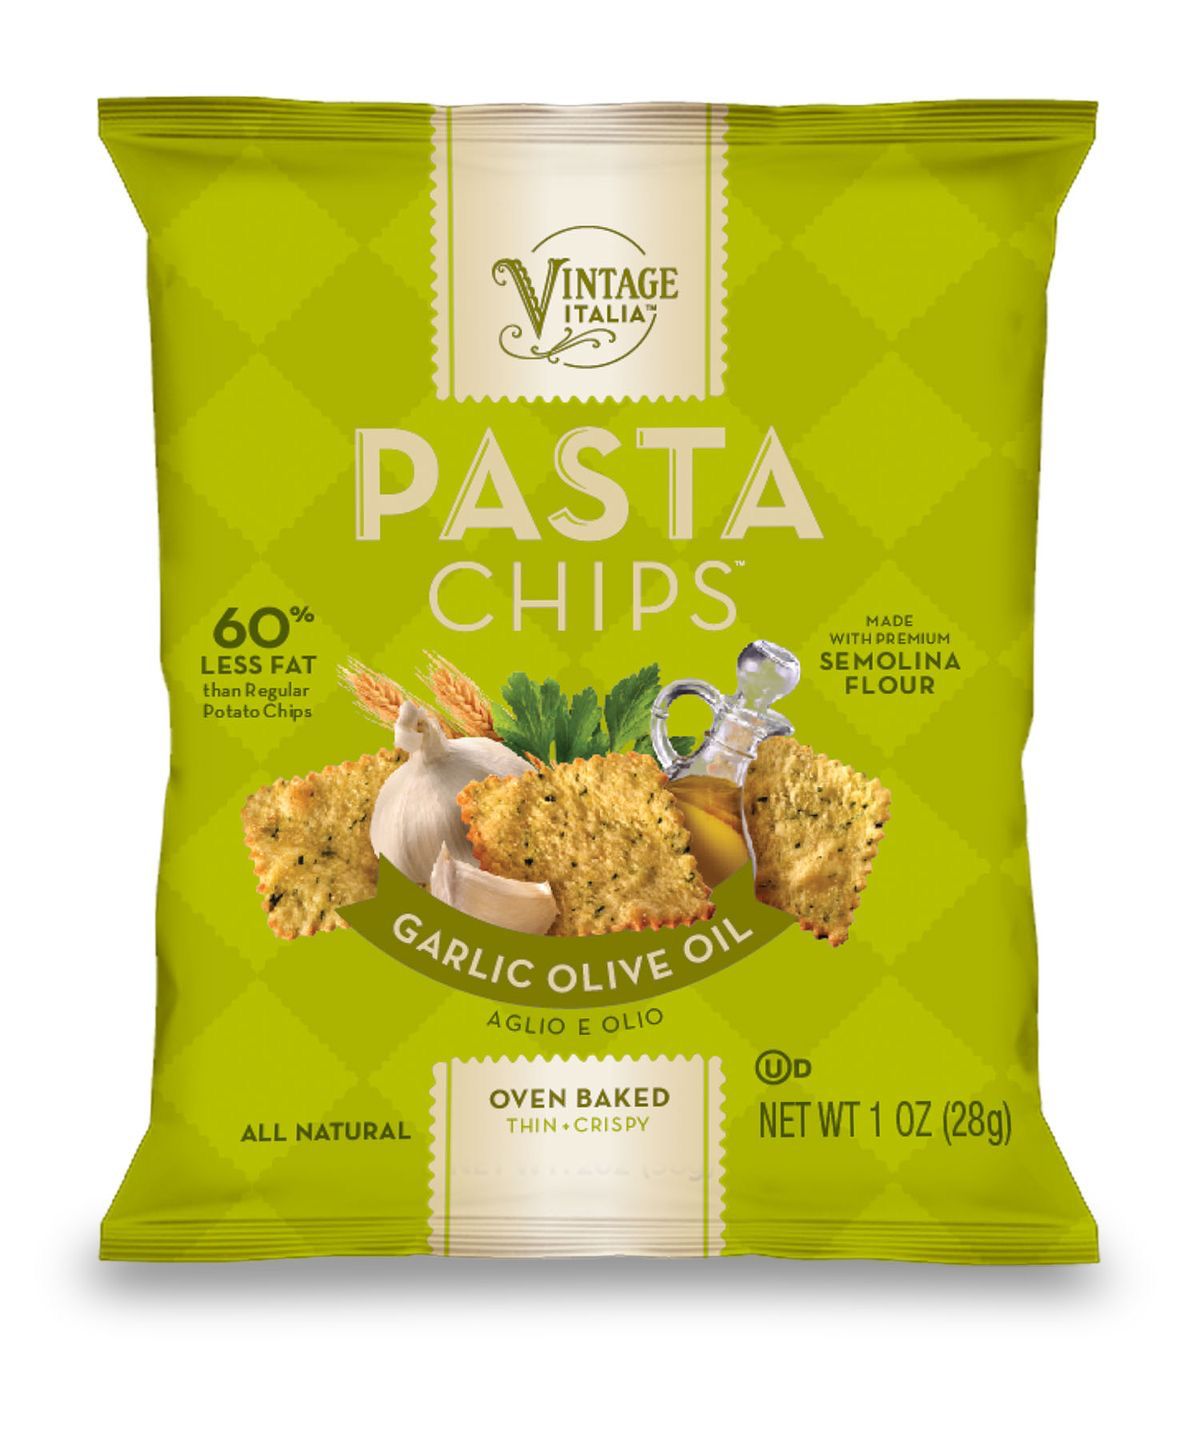 VINTAGE
ITALIA™
PASTA
CHIPS™
60%
LESS FAT
than Regular
Potato Chips
MADE
WITH PREMIUM
SEMOLINA
FLOUR
GARLIC OLIVE OIL
AGLIO E OLIO
OVEN BAKED
THIN • CRISPY
ALL NATURAL
UD
NET WT 1 OZ (28g)